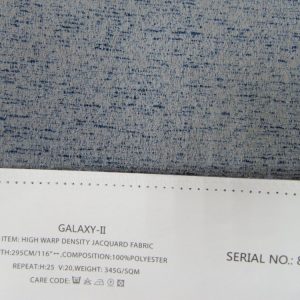 GALAXY-II
ITEM: HIGH WARP DENSITY JACQUARD FABRIC
TH:295CM/116"++,COMPOSITION:100%POLYESTER
REPEAT:H:25 V:20,WEIGHT: 345G/SQM
CARE CODE:
SERIAL NO.: 8